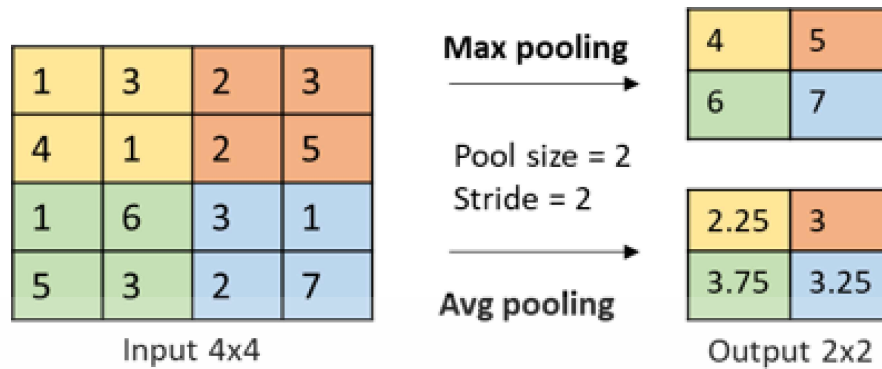 1 3 2 3
4 1 2 5
1 6 3 1
5 3 2 7
Input 4x4
Max pooling
Pool size = 2
Stride = 2
Avg pooling
4 5
6 7
2.25 3
3.75 3.25
Output 2x2